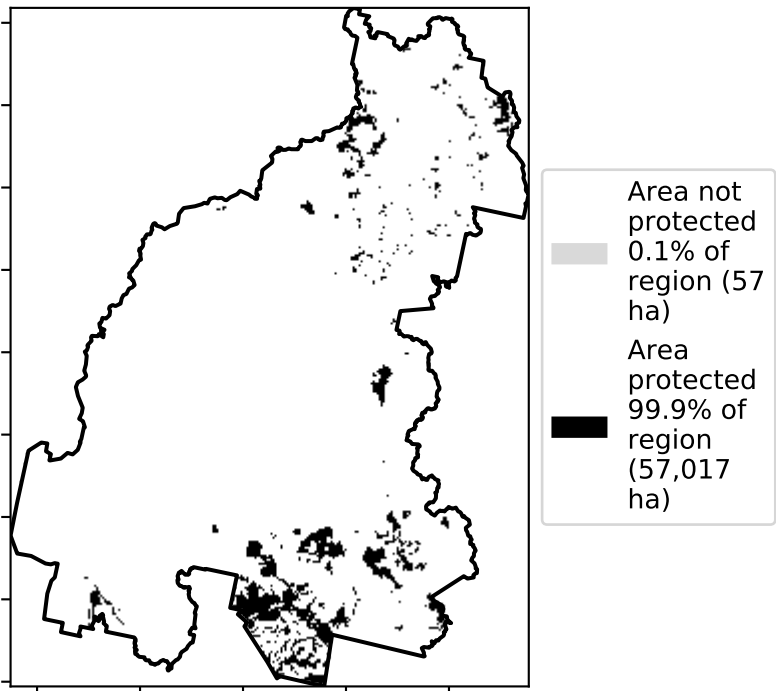 Area not
protected
0.1% of
region (57
ha)
Area
protected
99.9% of
region
(57,017
ha)